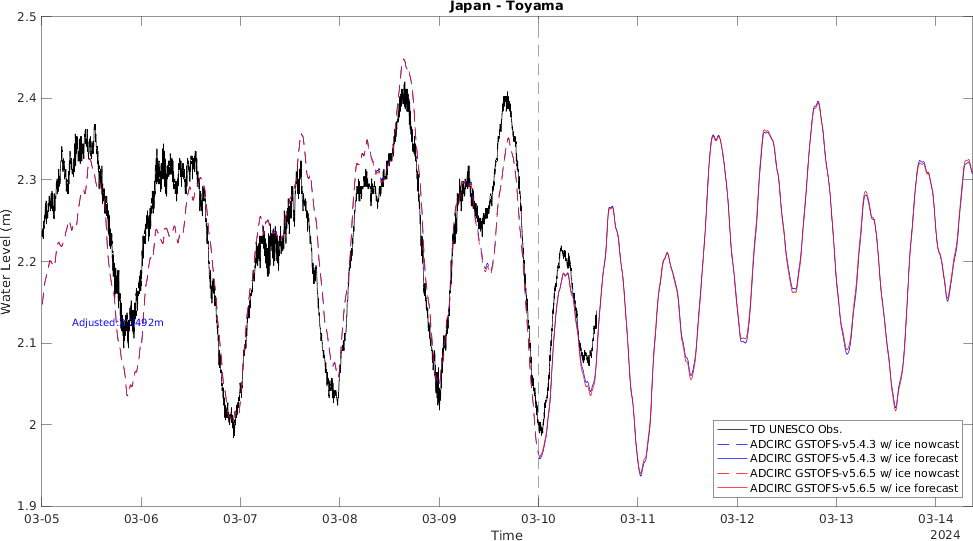 Japan - Toyama
2.5
2.4
2.3
2.2
2.1
2
1.9
Water Level (m)
03-05
03-06
03-07
03-08
03-09
03-10
03-11
03-12
03-13
03-14
2024
Time
Adjusted: 492m
TD UNESCO Obs.
ADCIRC GSTOFS-v5.4.3 w/ ice nowcast
ADCIRC GSTOFS-v5.4.3 w/ ice forecast
ADCIRC GSTOFS-v5.6.5 w/ ice nowcast
ADCIRC GSTOFS-v5.6.5 w/ ice forecast